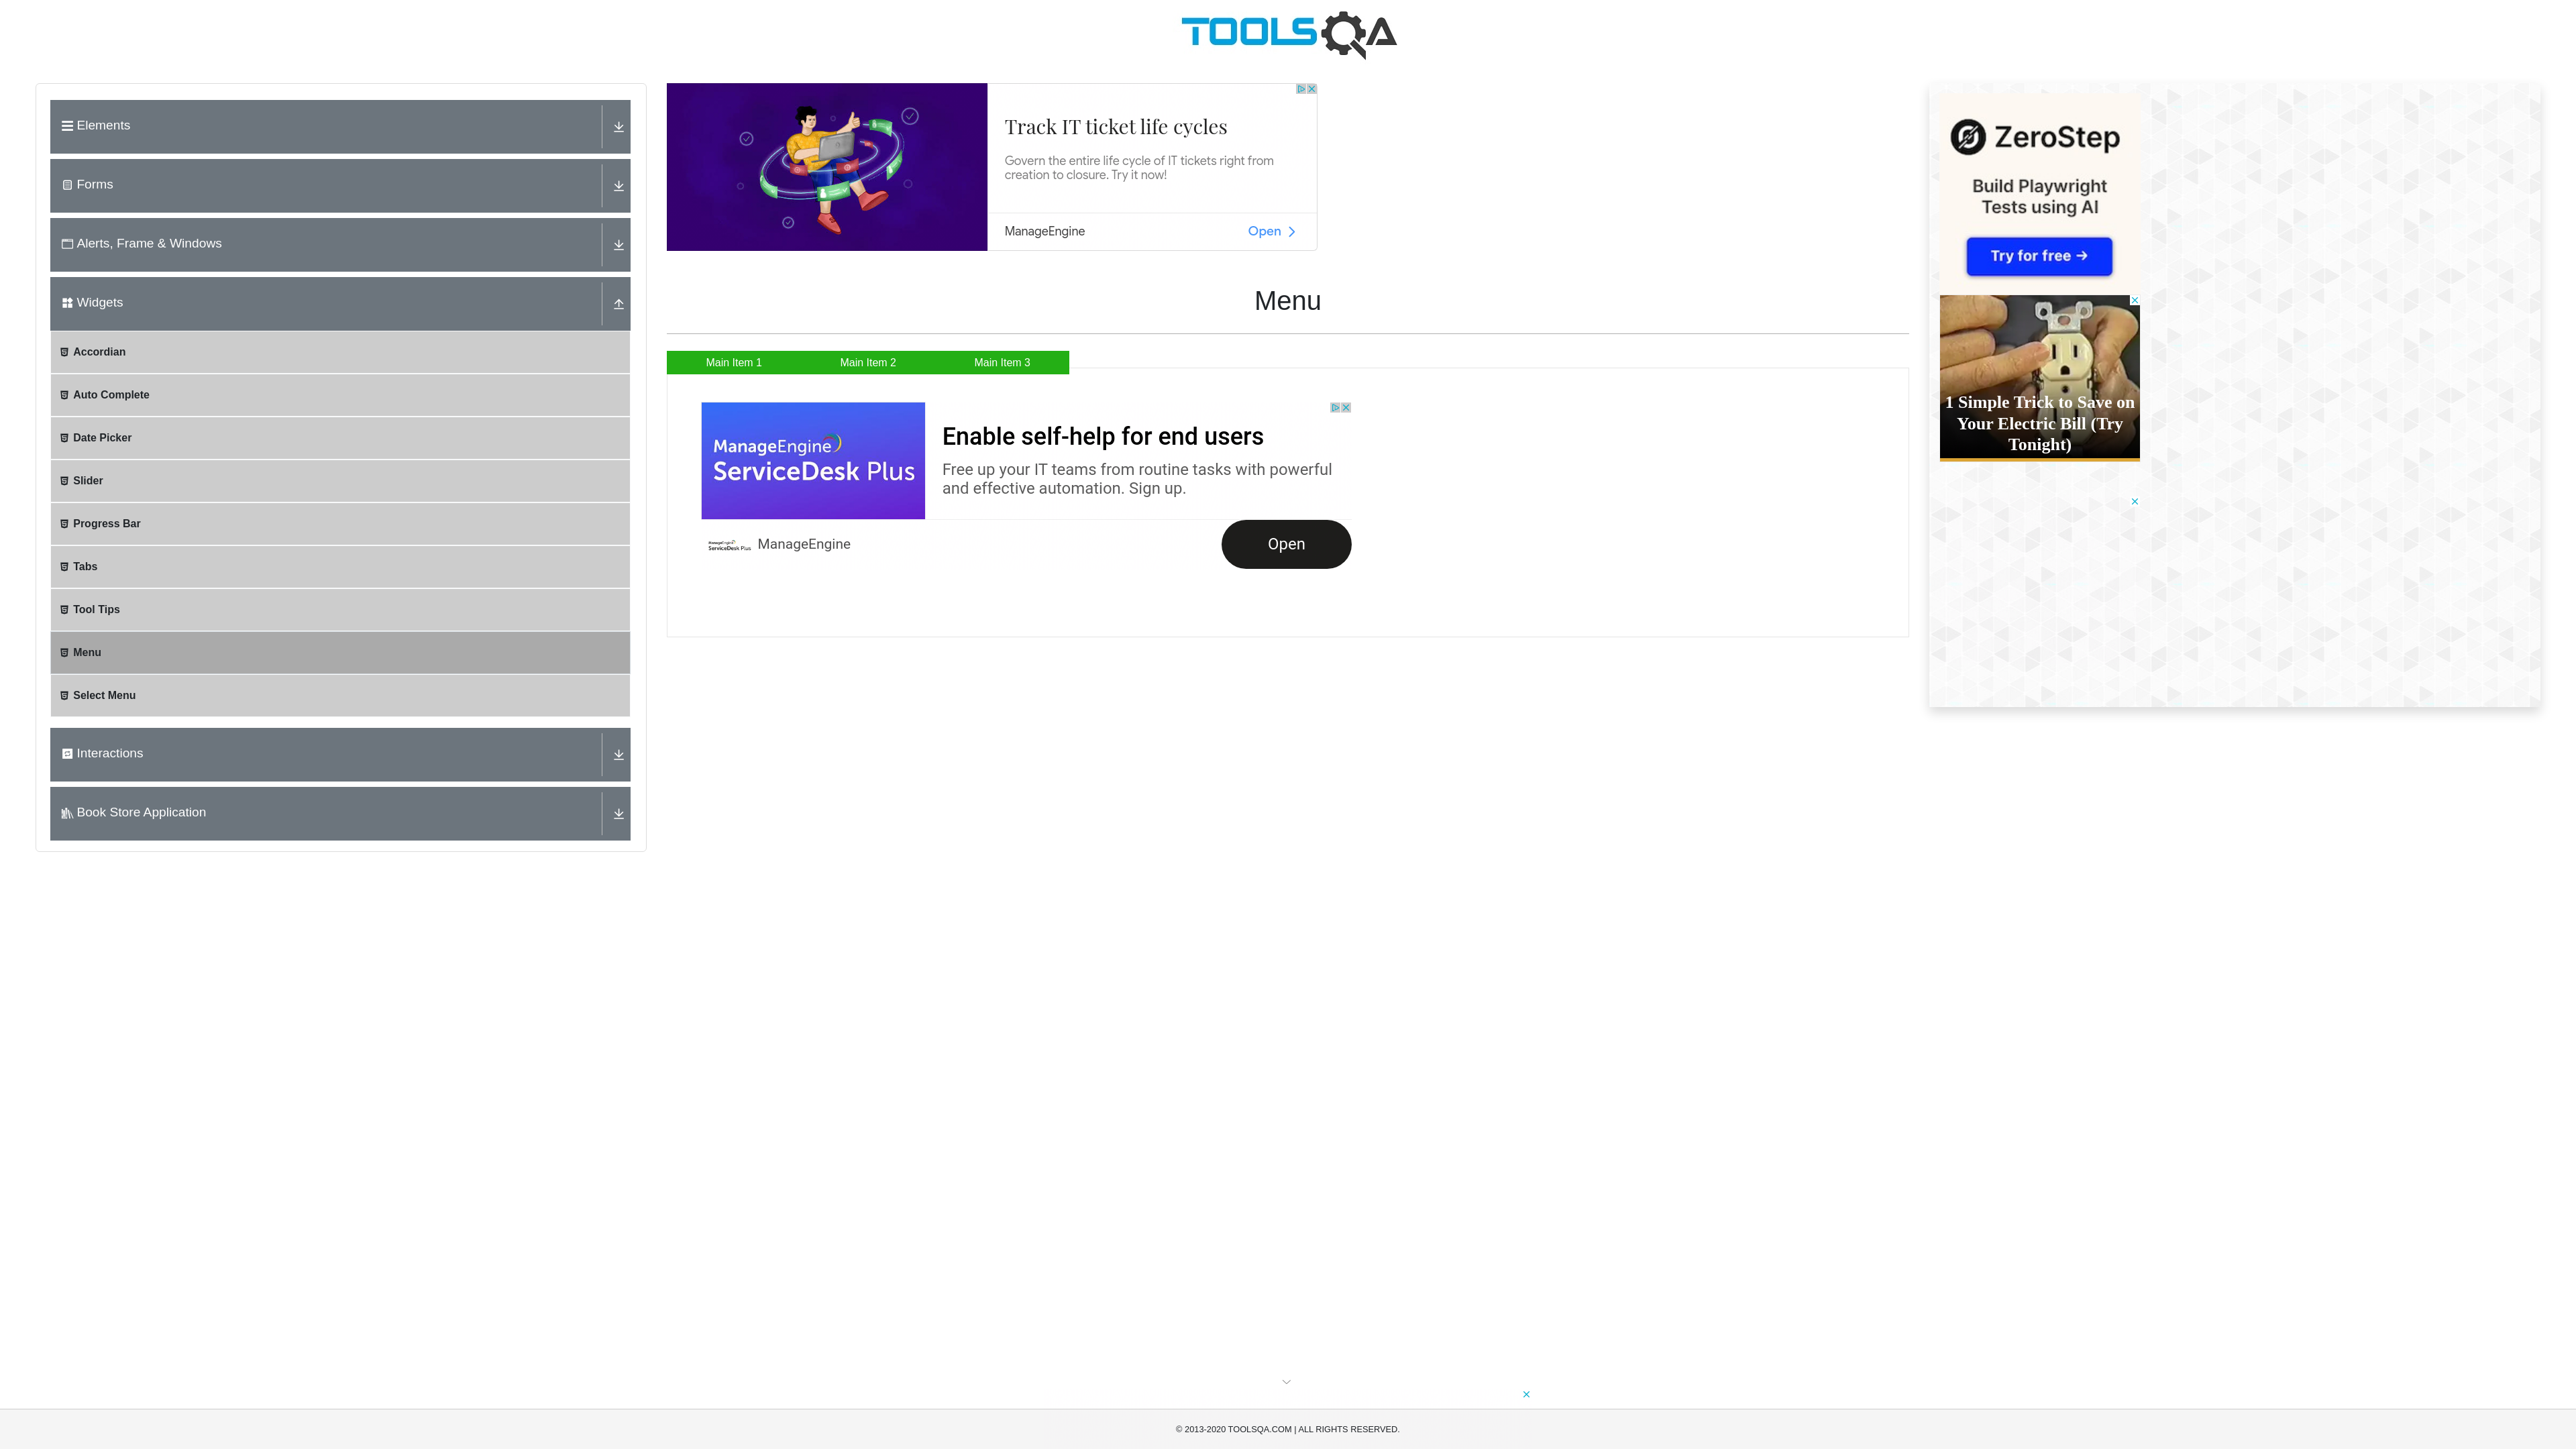 TOOLSQA
Elements
Forms
Alerts, Frame & Windows
Widgets
Accordian
Auto Complete
Date Picker
Slider
Progress Bar
Tabs
Tool Tips
Menu
Select Menu
Interactions
Book Store Application
Track IT ticket life cycles
Govern the entire life cycle of IT tickets right from
creation to closure. Try it now!
ManageEngine
Open
Menu
Main Item 1
Main Item 2
Main Item 3
ManageEngine
ServiceDesk Plus
Enable self-help for end users
Free up your IT teams from routine tasks with powerful
and effective automation. Sign up.
ManageEngine
ServiceDesk Plus
ManageEngine
Open
ZeroStep
Build Playwright
Tests using AI
Try for free →
1 Simple Trick to Save on
Your Electric Bill (Try
Tonight)
© 2013-2020 TOOLSQA.COM | ALL RIGHTS RESERVED.